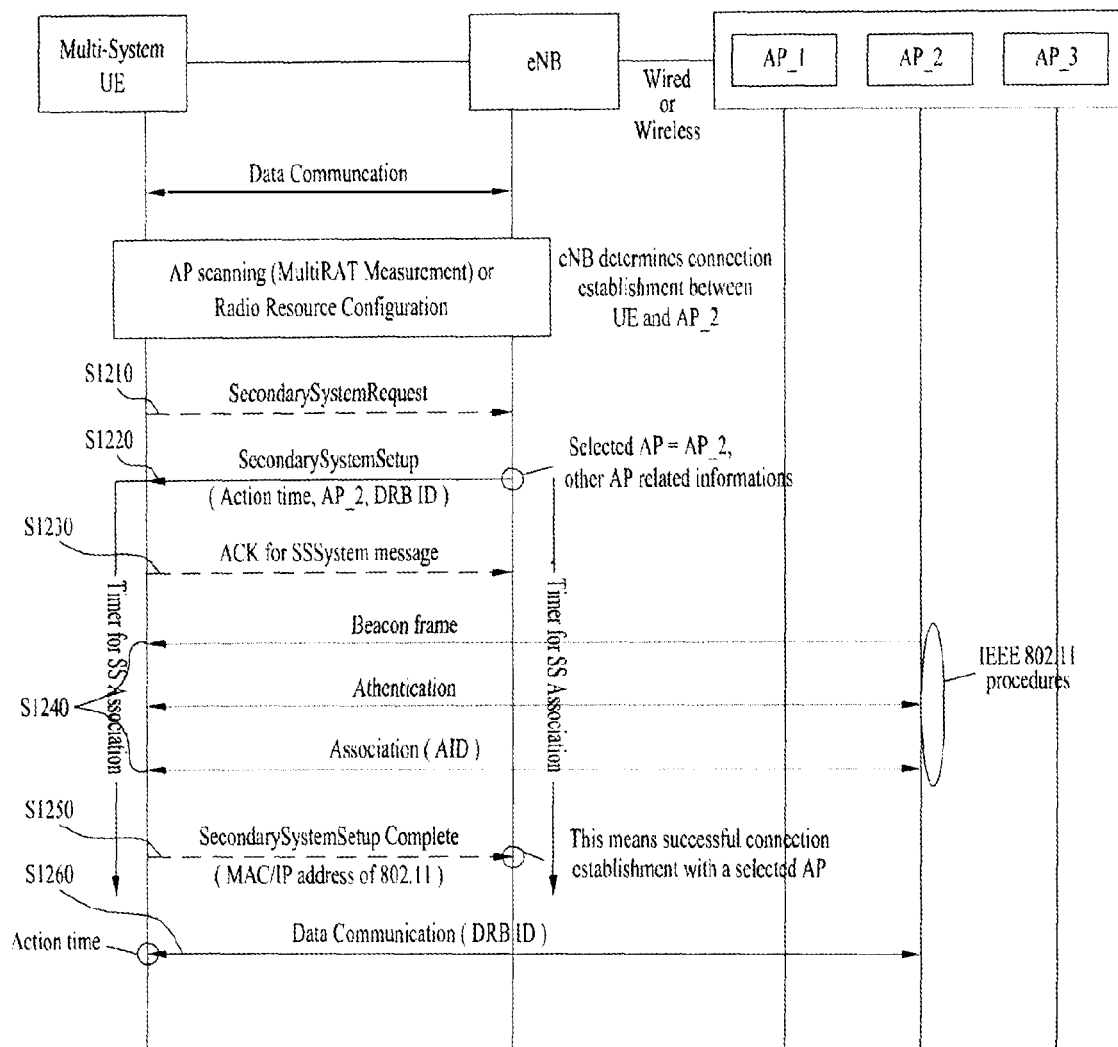 Multi-System
UE
eNB
Wired
or
Wireless
AP_1
AP_2
AP_3
Data Communcation
AP scanning (MultiRAT Measurement) or
Radio Resource Configuration
eNB determines connection
establishment between
UE and AP_2
S1210
SecondarySystemRequest
S1220
SecondarySystemSetup
( Action time, AP_2, DRB ID )
Selected AP = AP_2,
other AP related informations
S1230
ACK for SSSystem message
Timer for SS Association
Timer for SS Association
Beacon frame
IEEE 802.11
procedures
Athentication
S1240
Association ( AID )
S1250
SecondarySystemSetup Complete
( MAC/IP address of 802.11 )
This means successful connection
establishment with a selected AP
S1260
Data Communication ( DRB ID )
Action time